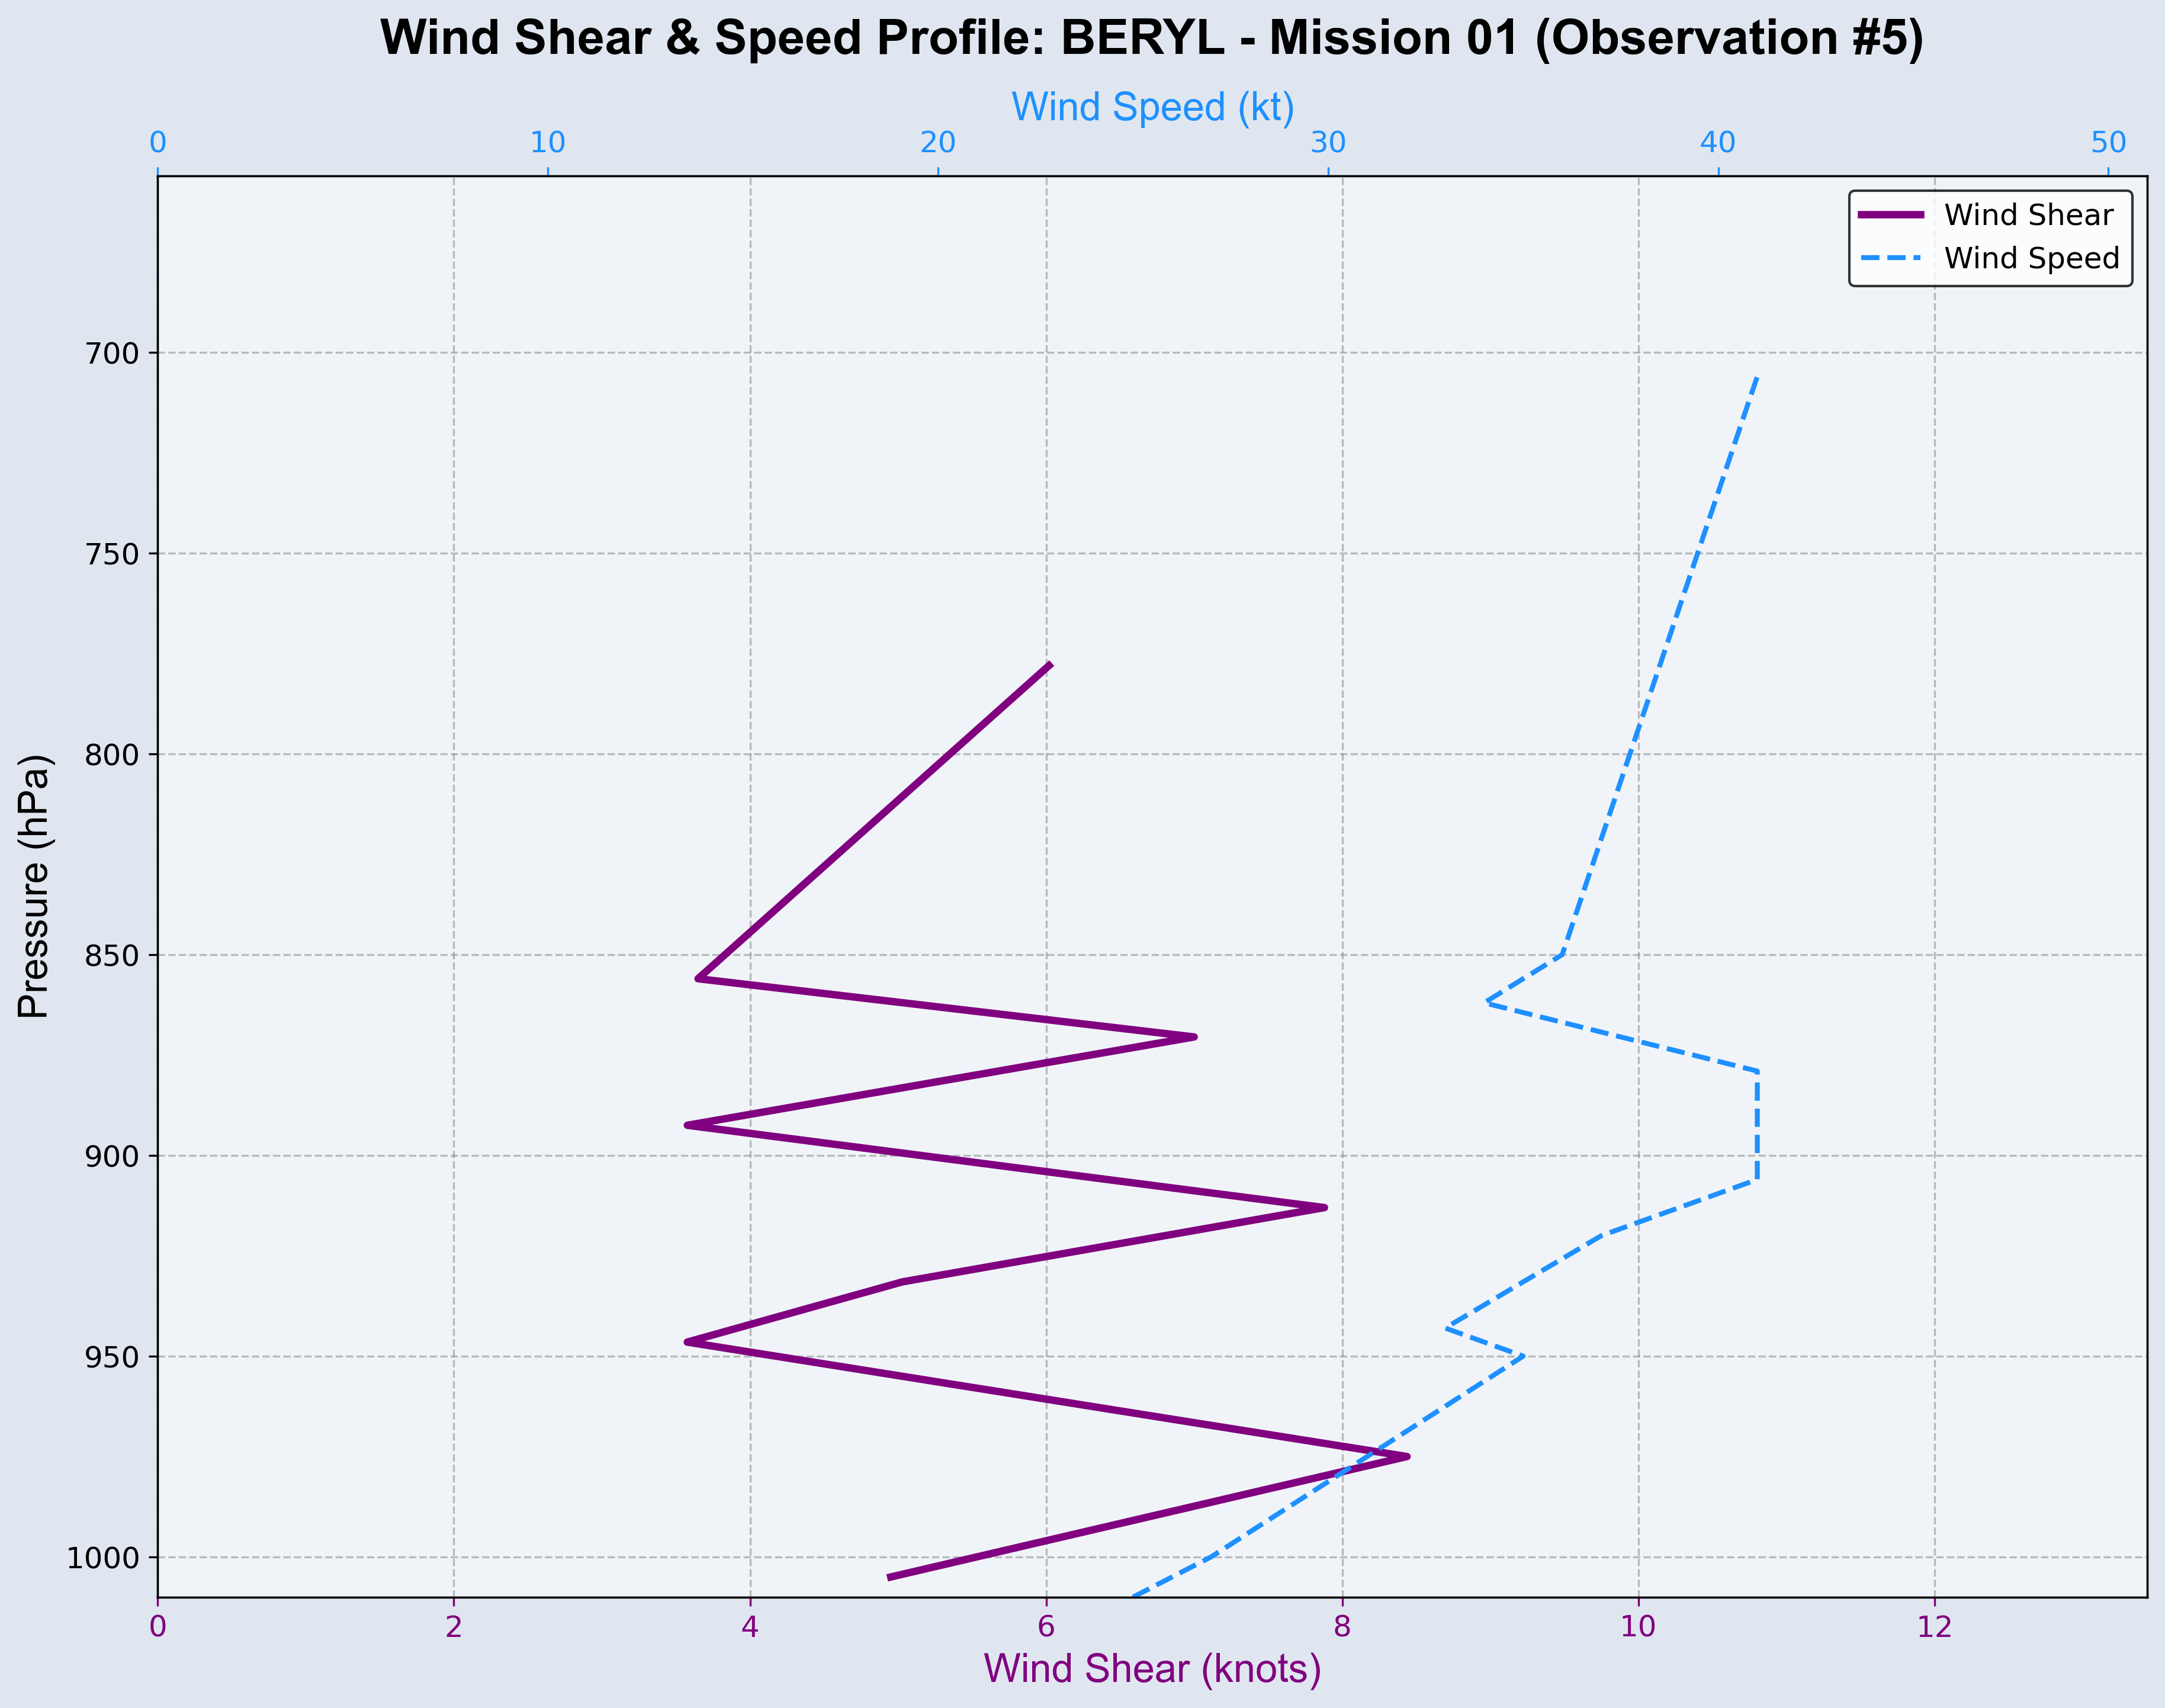 Wind Shear & Speed Profile: BERYL - Mission 01 (Observation #5)
Wind Speed (kt)
0 10 20 30 40 50
Wind Shear
Wind Speed
700
750
800
850
900
950
1000
Pressure (hPa)
0 2 4 6 8 10 12
Wind Shear (knots)